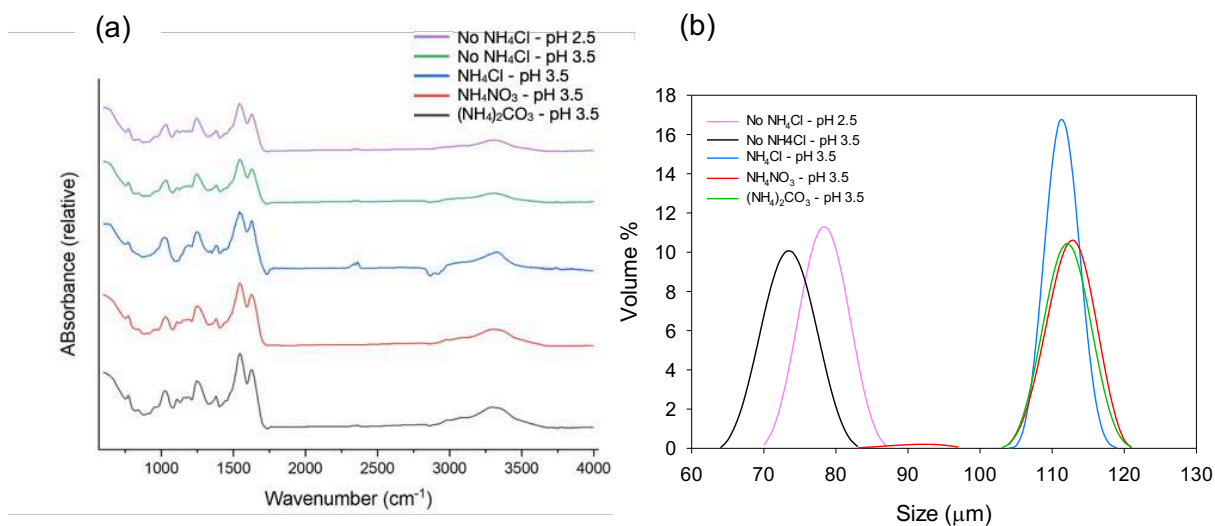 (a)
No NH₄Cl - pH 2.5
No NH₄Cl - pH 3.5
NH₄Cl - pH 3.5
NH₄NO₃ - pH 3.5
(NH₄)₂CO₃ - pH 3.5
ABsorbance (relative)
1000 1500 2000 2500 3000 3500 4000
Wavenumber (cm⁻¹)
(b)
18
16
14
12
10
8
6
4
2
0
No NH₄Cl - pH 2.5
No NH4Cl - pH 3.5
NH₄Cl - pH 3.5
NH₄NO₃ - pH 3.5
(NH₄)₂CO₃ - pH 3.5
Volume %
60 70 80 90 100 110 120 130
Size (μm)